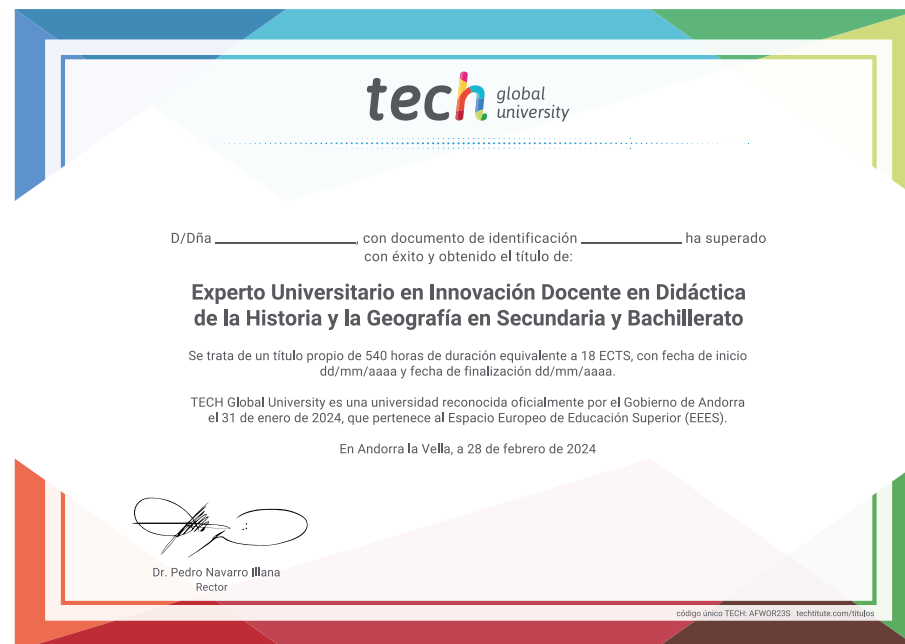 tech global university
D/Dña ____________________, con documento de identificación ______________ ha superado
con éxito y obtenido el título de:
Experto Universitario en Innovación Docente en Didáctica
de la Historia y la Geografía en Secundaria y Bachillerato
Se trata de un título propio de 540 horas de duración equivalente a 18 ECTS, con fecha de inicio
dd/mm/aaaa y fecha de finalización dd/mm/aaaa.
TECH Global University es una universidad reconocida oficialmente por el Gobierno de Andorra
el 31 de enero de 2024, que pertenece al Espacio Europeo de Educación Superior (EEES).
En Andorra la Vella, a 28 de febrero de 2024
Dr. Pedro Navarro Illana
Rector
código único TECH: AFWOR23S techtitute.com/titulos